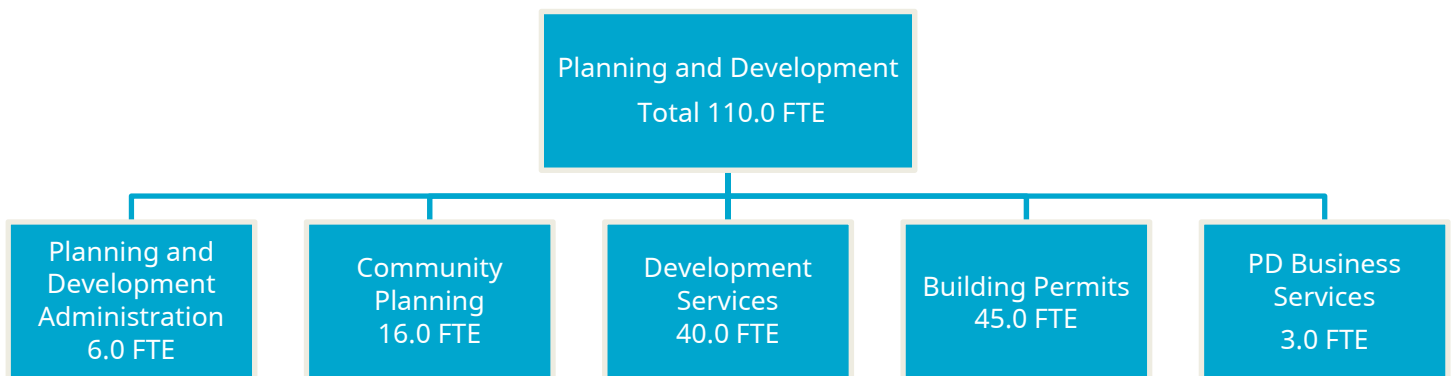 Planning and Development
Total 110.0 FTE
Planning and
Development
Administration
6.0 FTE
Community
Planning
16.0 FTE
Development
Services
40.0 FTE
Building Permits
45.0 FTE
PD Business
Services
3.0 FTE